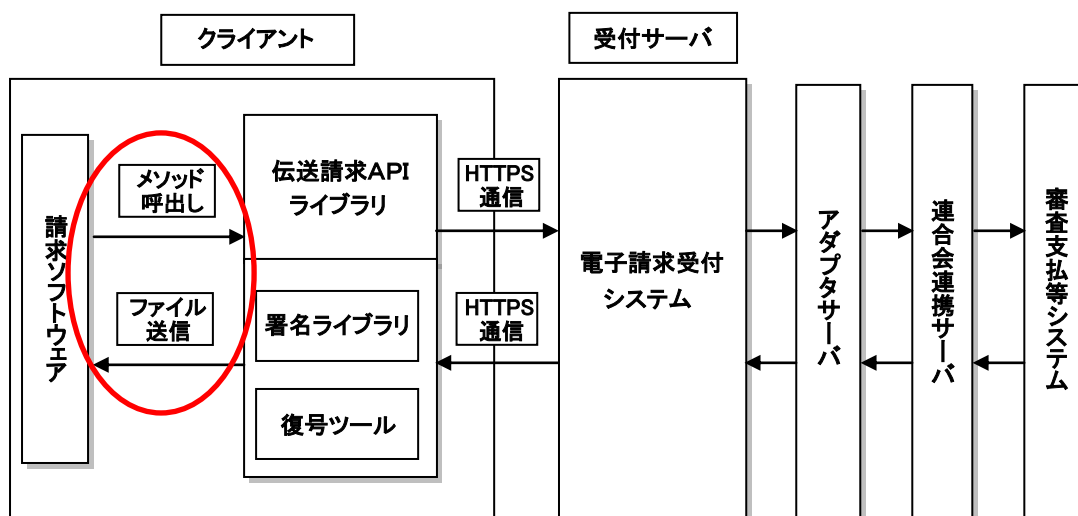 クライアント
受付サーバ
請求ソフトウェア
メソッド
呼出し
ファイル
送信
伝送請求API
ライブラリ
署名ライブラリ
復号ツール
HTTPS
通信
HTTPS
通信
電子請求受付
システム
アダプタサーバ
連合会連携サーバ
審査支払等システム